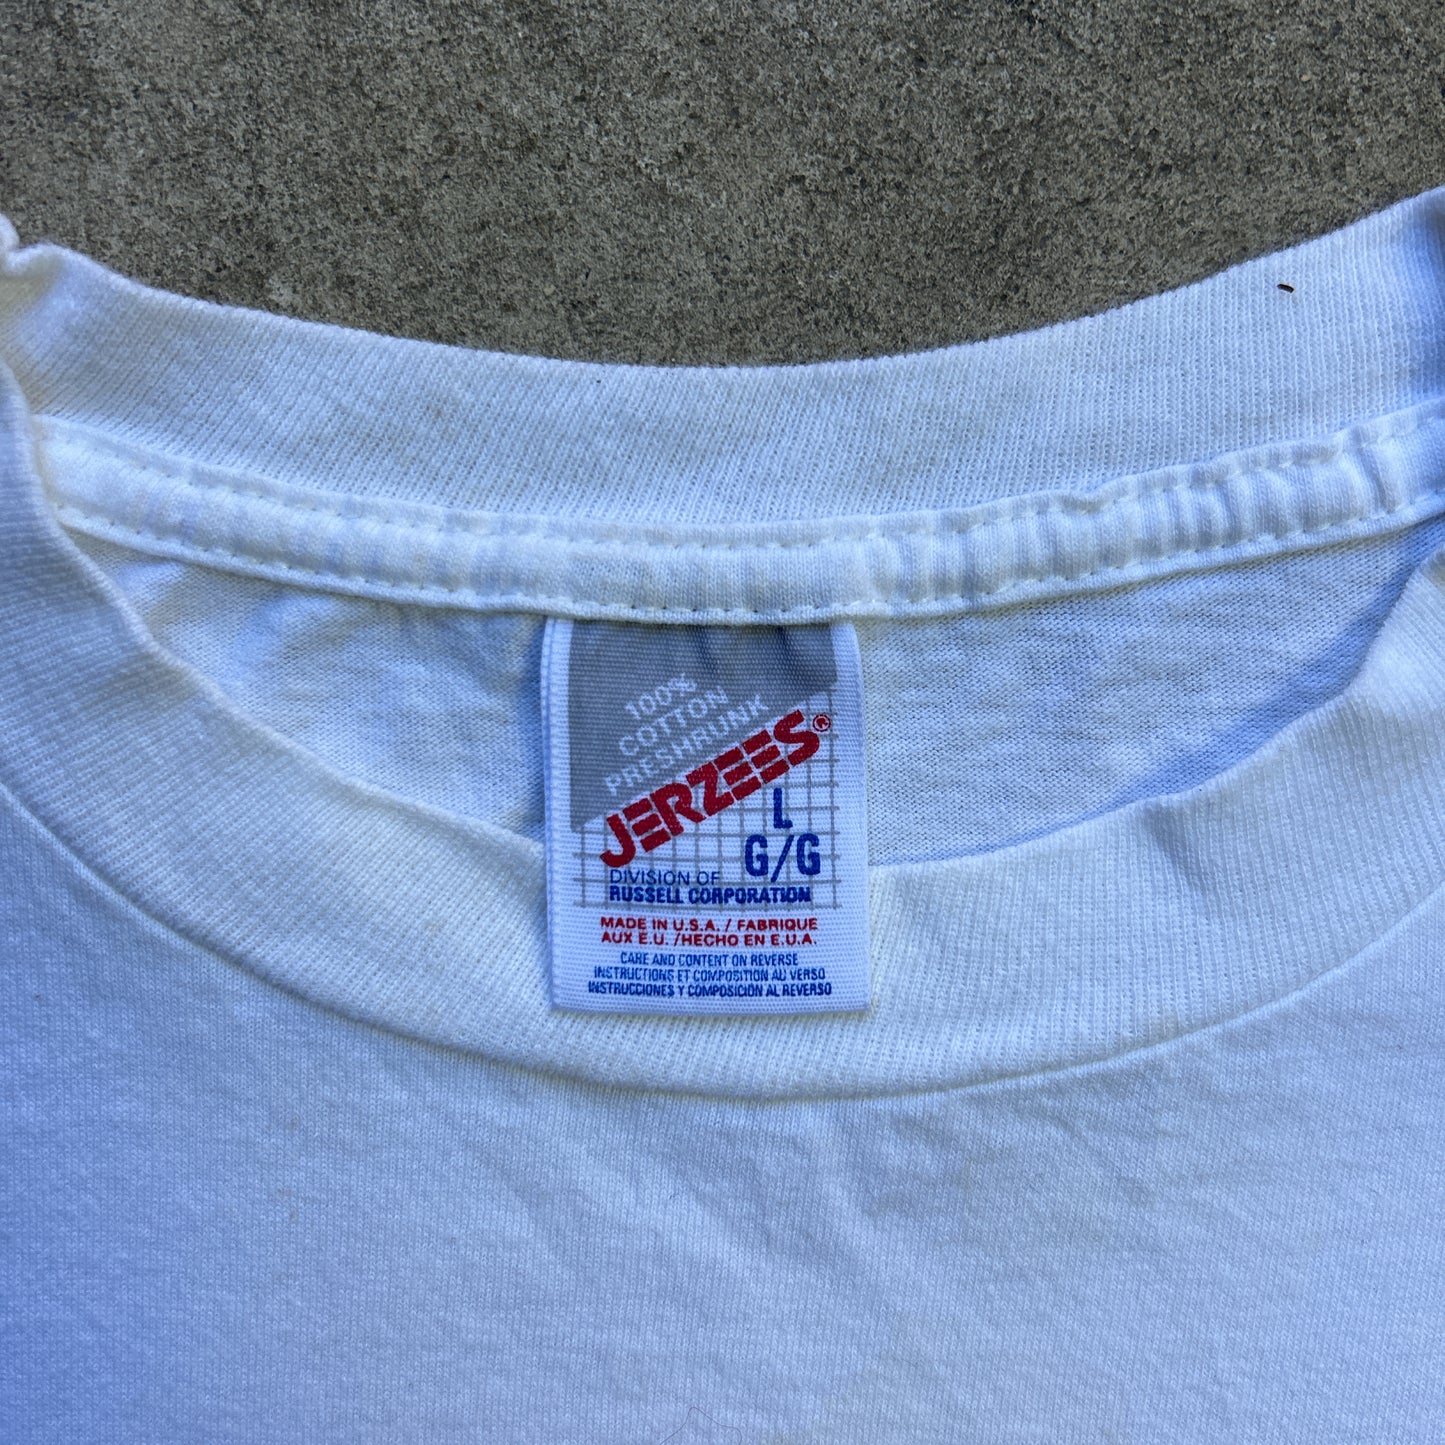 100%
COTTON
PRESHRUNK
JERZEES®
L
G/G
DIVISION OF
RUSSELL CORPORATION
MADE IN U.S.A. / FABRIQUE
AUX E.U. /HECHO EN E.U.A.
CARE AND CONTENT ON REVERSE
INSTRUCTIONS ET COMPOSITION AU VERSO
INSTRUCCIONES Y COMPOSICION AL REVERSO